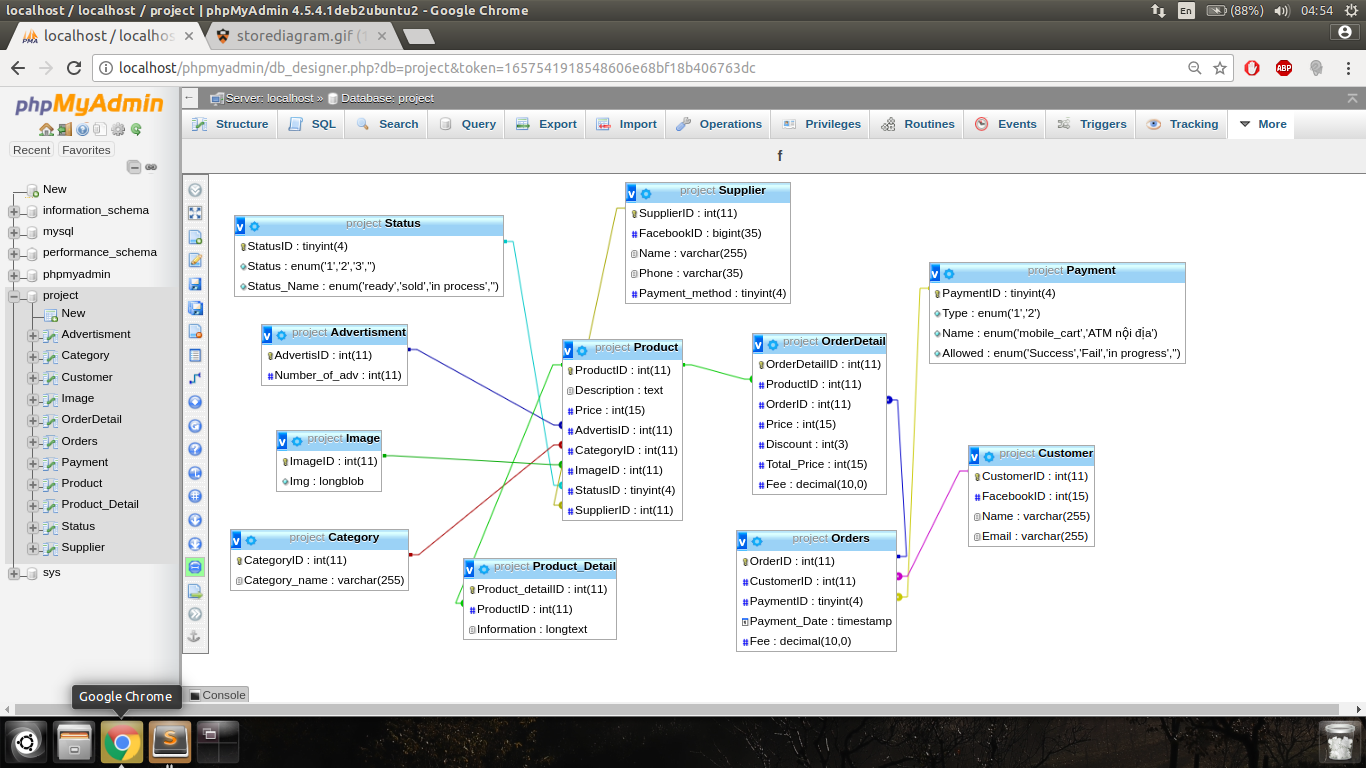 localhost / localhost / project | phpMyAdmin 4.5.4.1deb2ubuntu2 - Google Chrome
En
(88%)
04:54
PMA
localhost / localhos
storediagram.gif (1
localhost/phpmyadmin/db_designer.php?db=project&token=1657541918548606e68bf18b406763dc
ABP
phpMyAdmin
Recent
Favorites
New
information_schema
mysql
performance_schema
phpmyadmin
project
New
Advertisment
Category
Customer
Image
OrderDetail
Orders
Payment
Product
Product_Detail
Status
Supplier
sys
Server: localhost » Database: project
Structure
SQL
Search
Query
Export
Import
Operations
Privileges
Routines
Events
Triggers
Tracking
More
f
v project Status
StatusID : tinyint(4)
Status : enum('1','2','3','')
Status_Name : enum('ready','sold','in process','')
v project Advertisment
AdvertisID : int(11)
#Number_of_adv : int(11)
v project Image
ImageID : int(11)
Img : longblob
v project Category
CategoryID : int(11)
Category_name : varchar(255)
v project Supplier
SupplierID : int(11)
#FacebookID : bigint(35)
Name : varchar(255)
Phone : varchar(35)
#Payment_method : tinyint(4)
v project Product
ProductID : int(11)
Description : text
#Price : int(15)
#AdvertisID : int(11)
#CategoryID : int(11)
#ImageID : int(11)
#StatusID : tinyint(4)
#SupplierID : int(11)
v project Product_Detail
Product_detailID : int(11)
#ProductID : int(11)
Information : longtext
v project OrderDetail
OrderDetailID : int(11)
#ProductID : int(11)
#OrderID : int(11)
#Price : int(15)
#Discount : int(3)
#Total_Price : int(15)
#Fee : decimal(10,0)
v project Orders
OrderID : int(11)
#CustomerID : int(11)
#PaymentID : tinyint(4)
Payment_Date : timestamp
#Fee : decimal(10,0)
v project Payment
PaymentID : tinyint(4)
Type : enum('1','2')
Name : enum('mobile_cart','ATM nội địa')
Allowed : enum('Success','Fail','in progress','')
v project Customer
CustomerID : int(11)
#FacebookID : int(15)
Name : varchar(255)
Email : varchar(255)
Console
Google Chrome
S